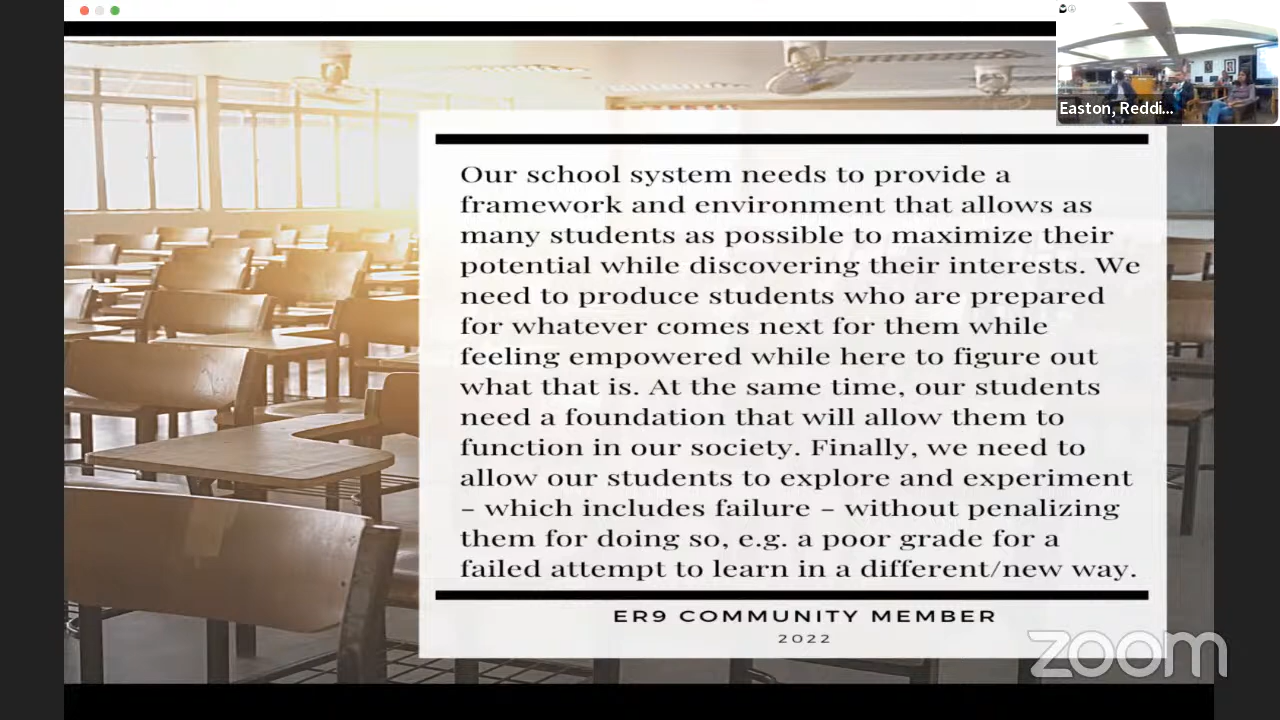 Easton, Reddi...
Our school system needs to provide a
framework and environment that allows as
many students as possible to maximize their
potential while discovering their interests. We
need to produce students who are prepared
for whatever comes next for them while
feeling empowered while here to figure out
what that is. At the same time, our students
need a foundation that will allow them to
function in our society. Finally, we need to
allow our students to explore and experiment
– which includes failure – without penalizing
them for doing so, e.g. a poor grade for a
failed attempt to learn in a different/new way.
ER9 COMMUNITY MEMBER
2022
zoom